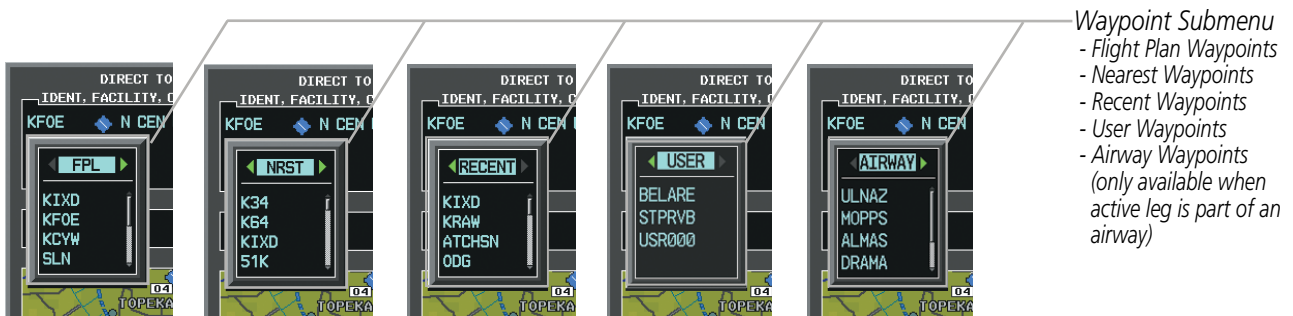 Waypoint Submenu
- Flight Plan Waypoints
- Nearest Waypoints
- Recent Waypoints
- User Waypoints
- Airway Waypoints
(only available when
active leg is part of an
airway)
DIRECT TO
IDENT, FACILITY, C
KFOE N CEN
FPL
KIXD
KFOE
KCYW
SLN
04
TOPEKA
DIRECT TO
IDENT, FACILITY, C
KFOE N CEN
NRST
K34
K64
KIXD
51K
04
TOPEKA
DIRECT TO
IDENT, FACILITY, C
KFOE N CEN
RECENT
KIXD
KRAW
ATCHSN
ODG
04
TOPEKA
DIRECT TO
IDENT, FACILITY, C
KFOE N CEN
USER
BELARE
STPRVB
USR000
04
TOPEKA
DIRECT TO
IDENT, FACILITY, C
KFOE N CEN
AIRWAY
ULNAZ
MOPPS
ALMAS
DRAMA
04
TOPEKA